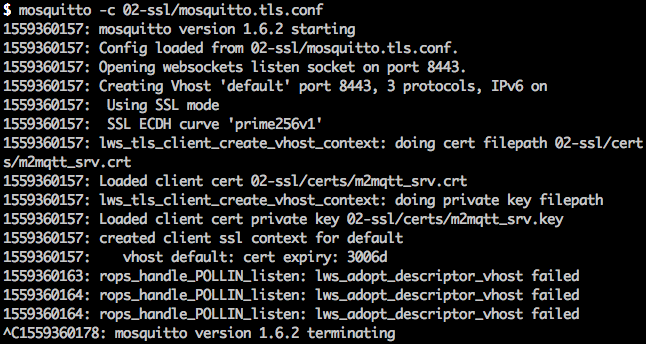 $ mosquitto -c 02-ssl/mosquitto.tls.conf
1559360157: mosquitto version 1.6.2 starting
1559360157: Config loaded from 02-ssl/mosquitto.tls.conf.
1559360157: Opening websockets listen socket on port 8443.
1559360157: Creating Vhost 'default' port 8443, 3 protocols, IPv6 on
1559360157:  Using SSL mode
1559360157:  SSL ECDH curve 'prime256v1'
1559360157: lws_tls_client_create_vhost_context: doing cert filepath 02-ssl/cert
s/m2mqtt_srv.crt
1559360157: Loaded client cert 02-ssl/certs/m2mqtt_srv.crt
1559360157: lws_tls_client_create_vhost_context: doing private key filepath
1559360157: Loaded client cert private key 02-ssl/certs/m2mqtt_srv.key
1559360157: created client ssl context for default
1559360157:    vhost default: cert expiry: 3006d
1559360163: rops_handle_POLLIN_listen: lws_adopt_descriptor_vhost failed
1559360164: rops_handle_POLLIN_listen: lws_adopt_descriptor_vhost failed
1559360164: rops_handle_POLLIN_listen: lws_adopt_descriptor_vhost failed
^C1559360178: mosquitto version 1.6.2 terminating